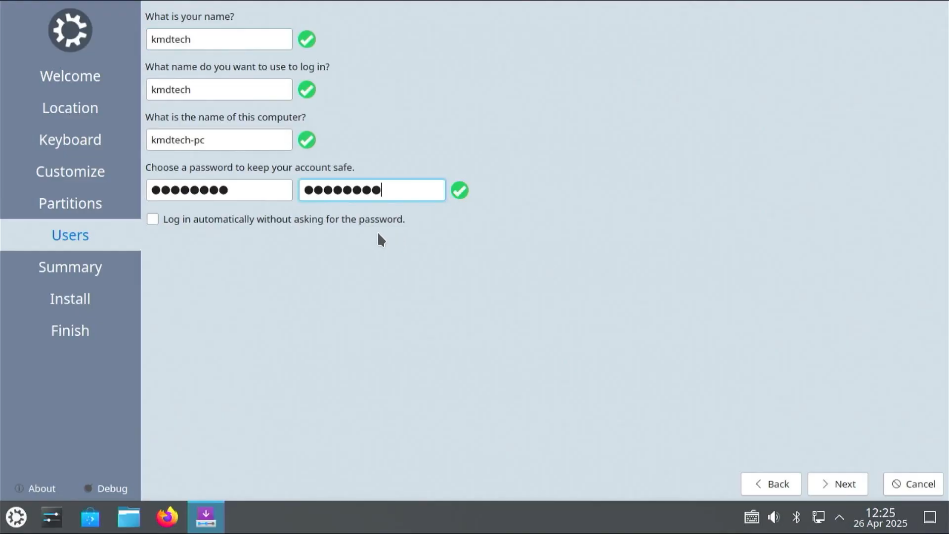 What is your name?
kmdtech
What name do you want to use to log in?
kmdtech
What is the name of this computer?
kmdtech-pc
Choose a password to keep your account safe.
●●●●●●●● ●●●●●●●●
Log in automatically without asking for the password.
Welcome
Location
Keyboard
Customize
Partitions
Users
Summary
Install
Finish
About Debug
Back Next Cancel
12:25
26 Apr 2025